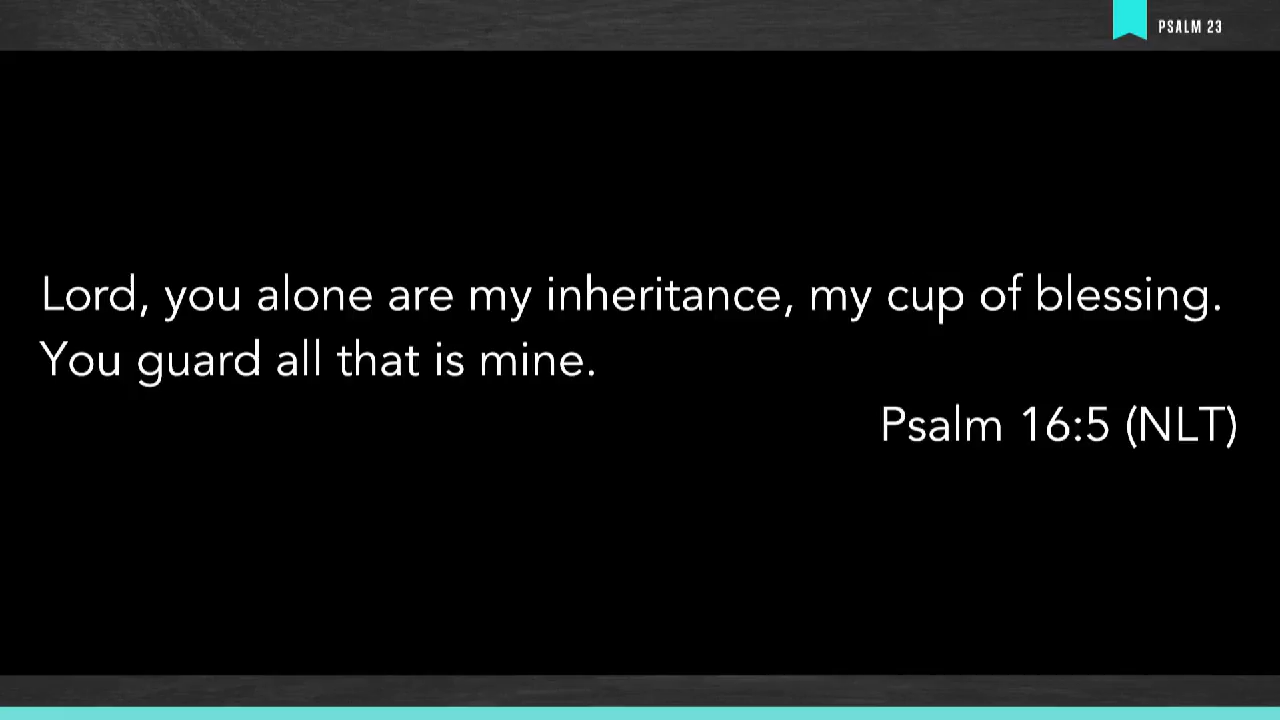 PSALM 23
Lord, you alone are my inheritance, my cup of blessing.
You guard all that is mine.
Psalm 16:5 (NLT)